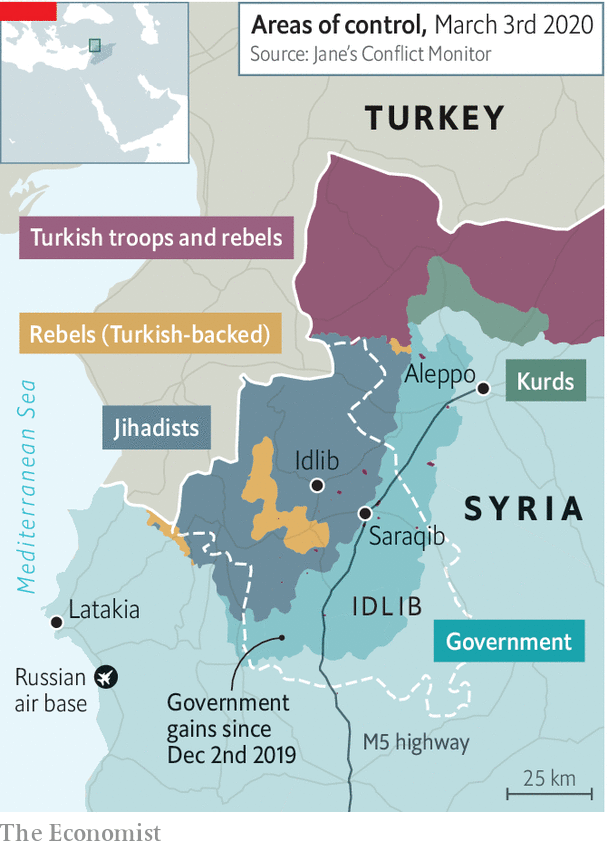 Areas of control, March 3rd 2020
Source: Jane's Conflict Monitor
TURKEY
Turkish troops and rebels
Rebels (Turkish-backed)
Aleppo
Kurds
Jihadists
Mediterranean Sea
Idlib
SYRIA
Saraqib
Latakia
IDLIB
Government
Russian
air base
Government
gains since
Dec 2nd 2019
M5 highway
25 km
The Economist